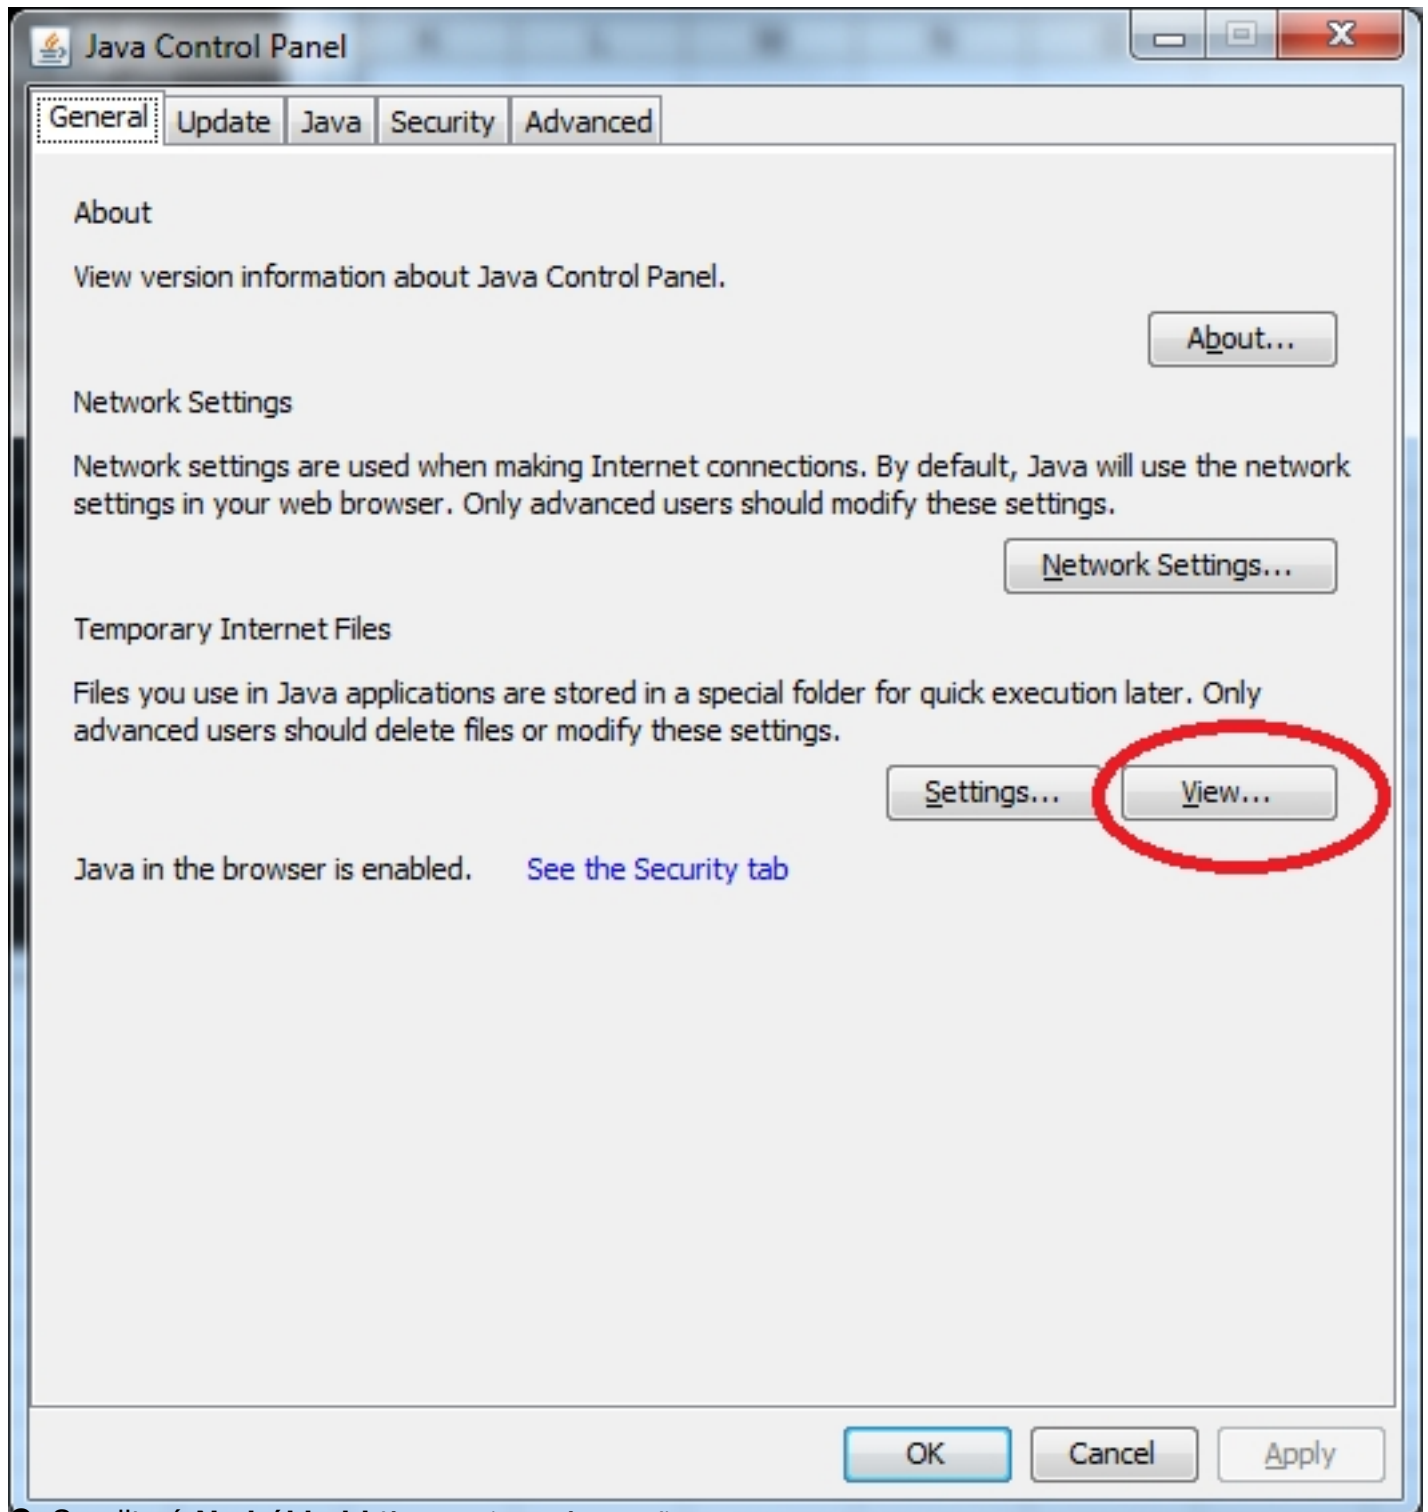 Java Control Panel
General Update Java Security Advanced
About
View version information about Java Control Panel.
About...
Network Settings
Network settings are used when making Internet connections. By default, Java will use the network
settings in your web browser. Only advanced users should modify these settings.
Network Settings...
Temporary Internet Files
Files you use in Java applications are stored in a special folder for quick execution later. Only
advanced users should delete files or modify these settings.
Settings... View...
Java in the browser is enabled. See the Security tab
OK Cancel Apply